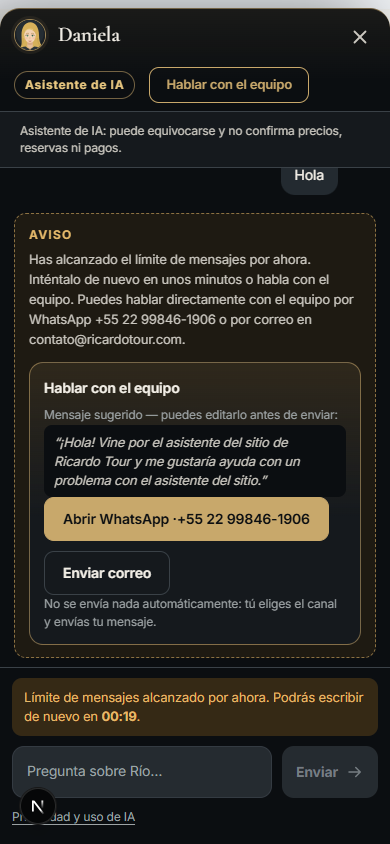 Daniela
Asistente de IA
Hablar con el equipo
Asistente de IA: puede equivocarse y no confirma precios,
reservas ni pagos.
Hola
AVISO
Has alcanzado el límite de mensajes por ahora.
Inténtalo de nuevo en unos minutos o habla con el
equipo. Puedes hablar directamente con el equipo por
WhatsApp +55 22 99846-1906 o por correo en
contato@ricardotour.com.
Hablar con el equipo
Mensaje sugerido — puedes editarlo antes de enviar:
“¡Hola! Vine por el asistente del sitio de
Ricardo Tour y me gustaría ayuda con un
problema con el asistente del sitio.”
Abrir WhatsApp ·+55 22 99846-1906
Enviar correo
No se envía nada automáticamente: tú eliges el canal
y envías tu mensaje.
Límite de mensajes alcanzado por ahora. Podrás escribir
de nuevo en 00:19.
Pregunta sobre Río...
Enviar →
N
y uso de IA